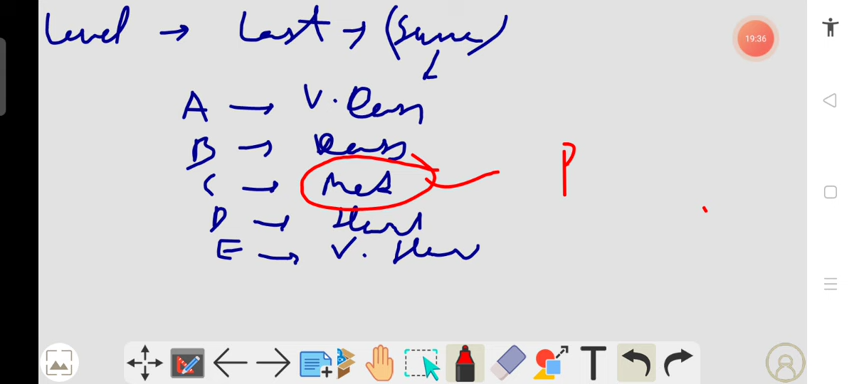 Level → Last → (Same)
A → V. Easy
B → Easy
C → Med
P
D → Hard
E → V. Hard
19:36
T